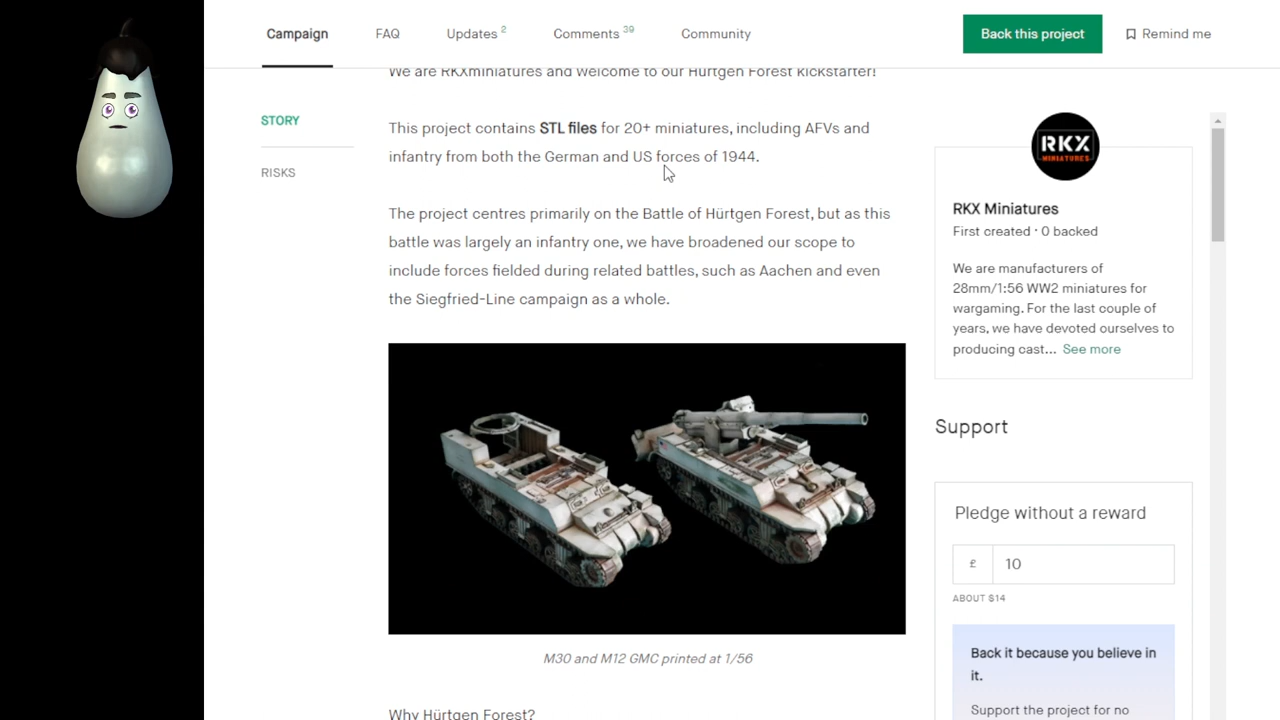 Campaign
FAQ
Updates 2
Comments 39
Community
Back this project
Remind me
We are RKXminiatures and welcome to our Hürtgen Forest kickstarter!
STORY
RISKS
This project contains STL files for 20+ miniatures, including AFVs and
infantry from both the German and US forces of 1944.
The project centres primarily on the Battle of Hürtgen Forest, but as this
battle was largely an infantry one, we have broadened our scope to
include forces fielded during related battles, such as Aachen and even
the Siegfried-Line campaign as a whole.
M30 and M12 GMC printed at 1/56
Why Hürtgen Forest?
RKX
MINIATURES
RKX Miniatures
First created · 0 backed
We are manufacturers of
28mm/1:56 WW2 miniatures for
wargaming. For the last couple of
years, we have devoted ourselves to
producing cast... See more
Support
Pledge without a reward
£ 10
ABOUT $14
Back it because you believe in
it.
Support the project for no